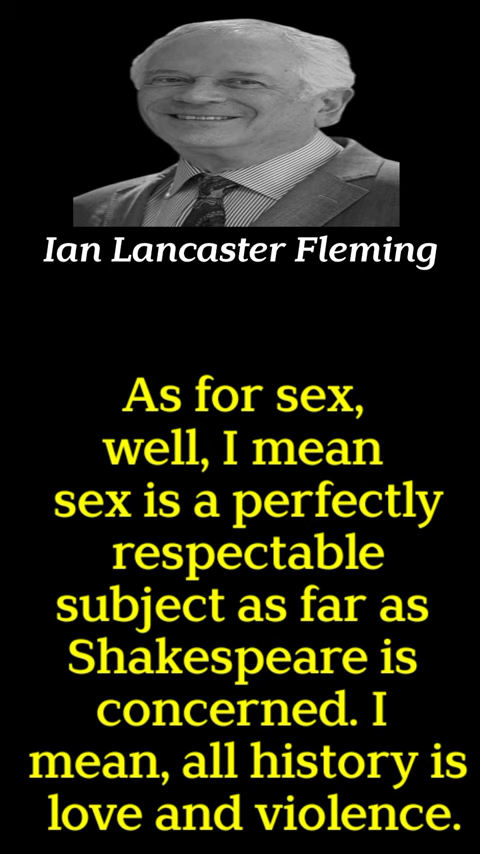 Ian Lancaster Fleming
As for sex,
well, I mean
sex is a perfectly
respectable
subject as far as
Shakespeare is
concerned. I
mean, all history is
love and violence.